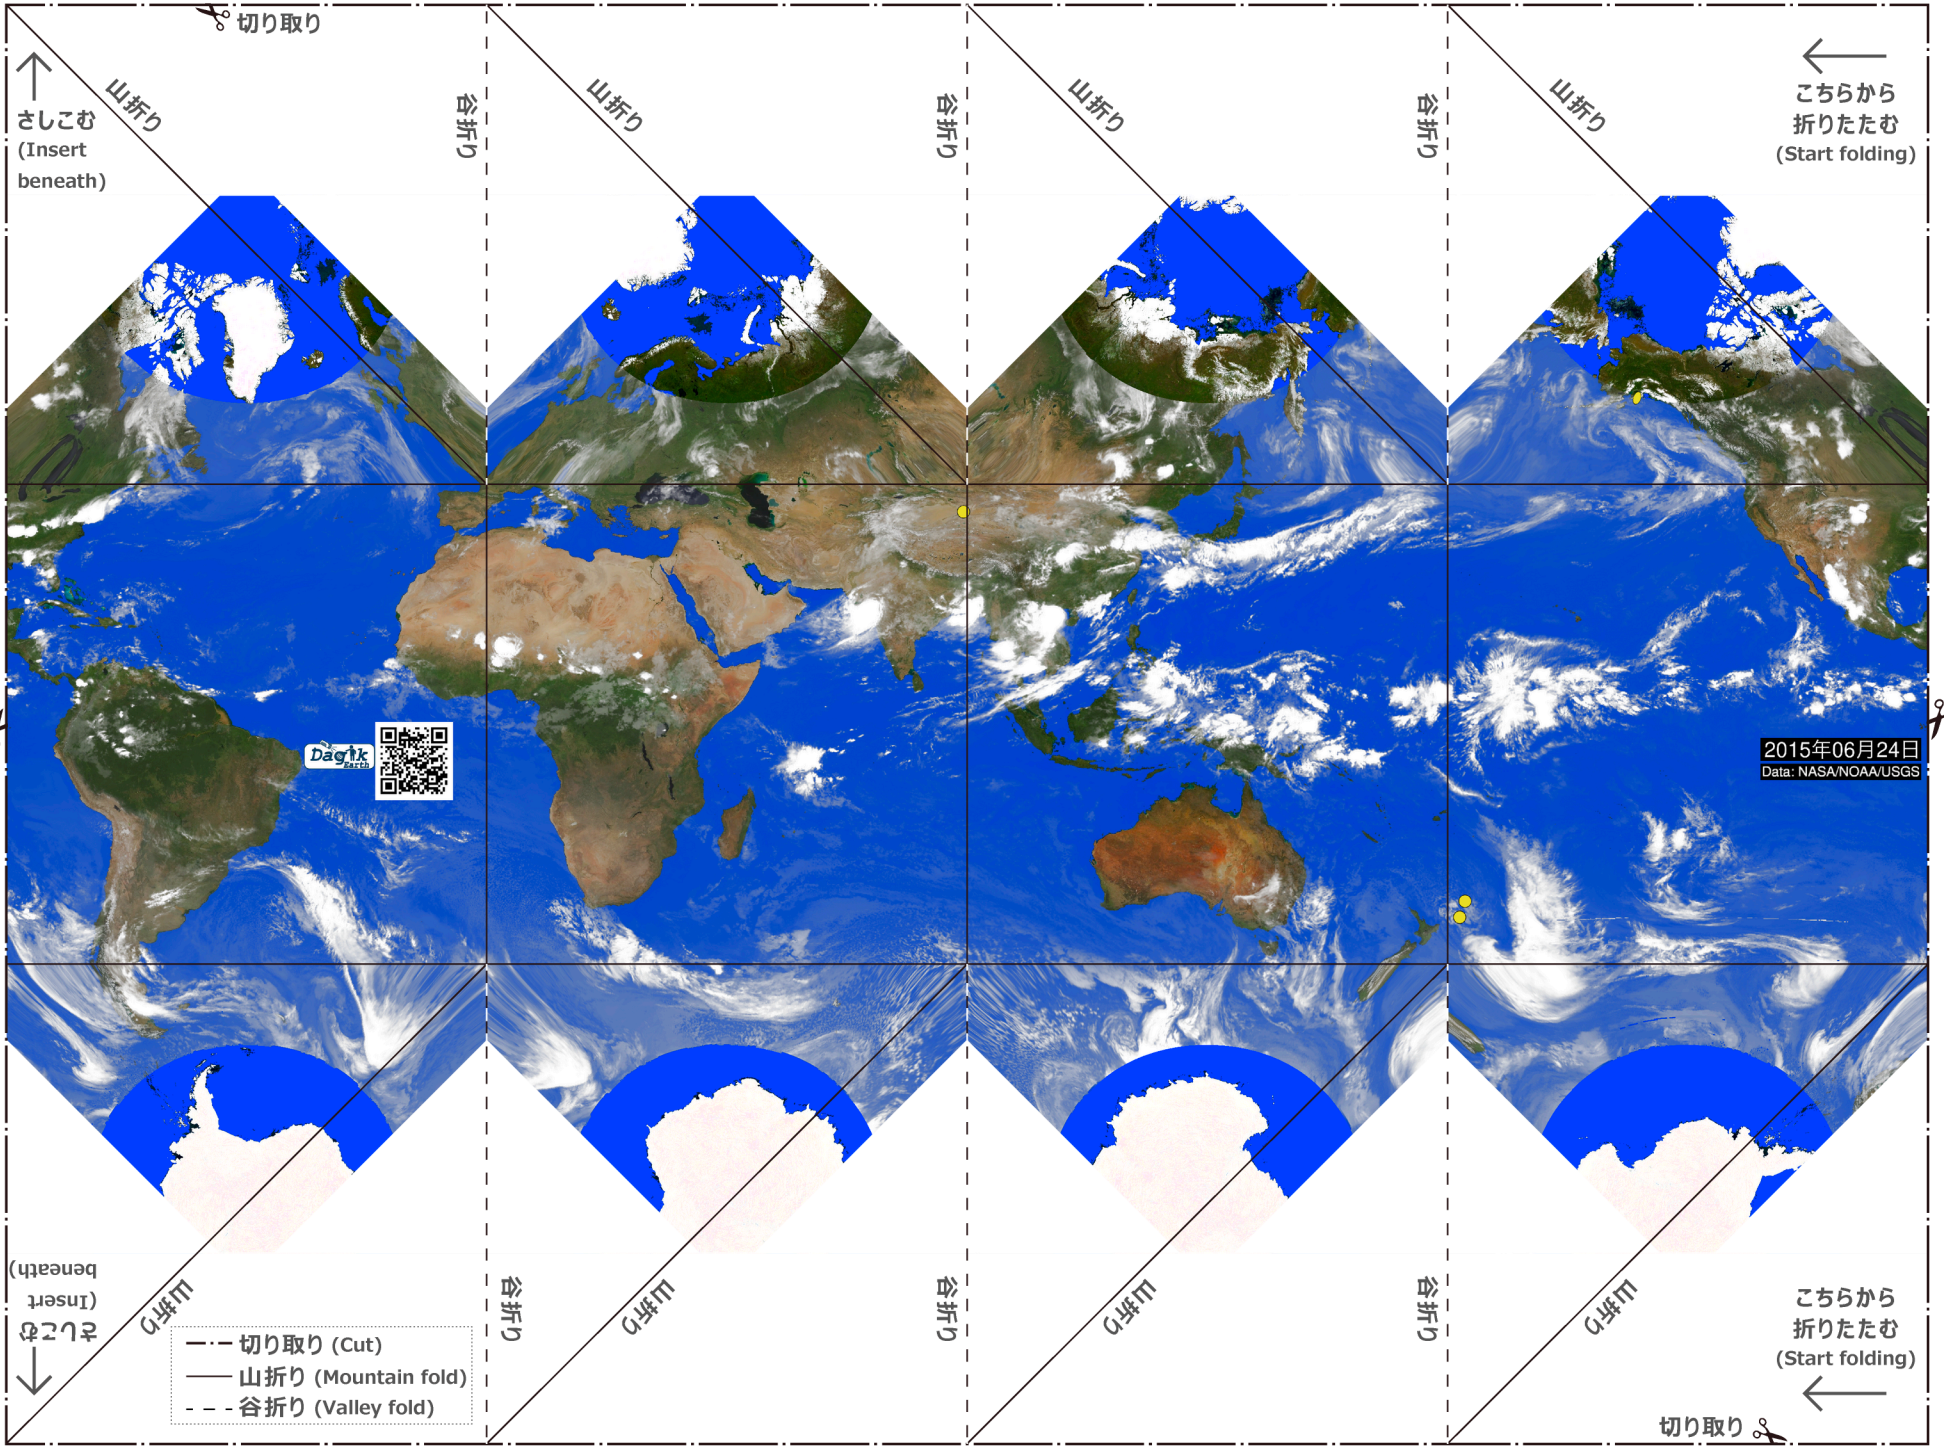 切り取り
山折り
谷折り
山折り
谷折り
山折り
谷折り
山折り
さしこむ
(Insert
beneath)
こちらから
折りたたむ
(Start folding)
Dagik
Earth
2015年06月24日
Data: NASA/NOAA/USGS
さしこむ
(Insert
beneath)
山折り
谷折り
山折り
谷折り
山折り
谷折り
山折り
こちらから
折りたたむ
(Start folding)
切り取り (Cut)
山折り (Mountain fold)
谷折り (Valley fold)
切り取り